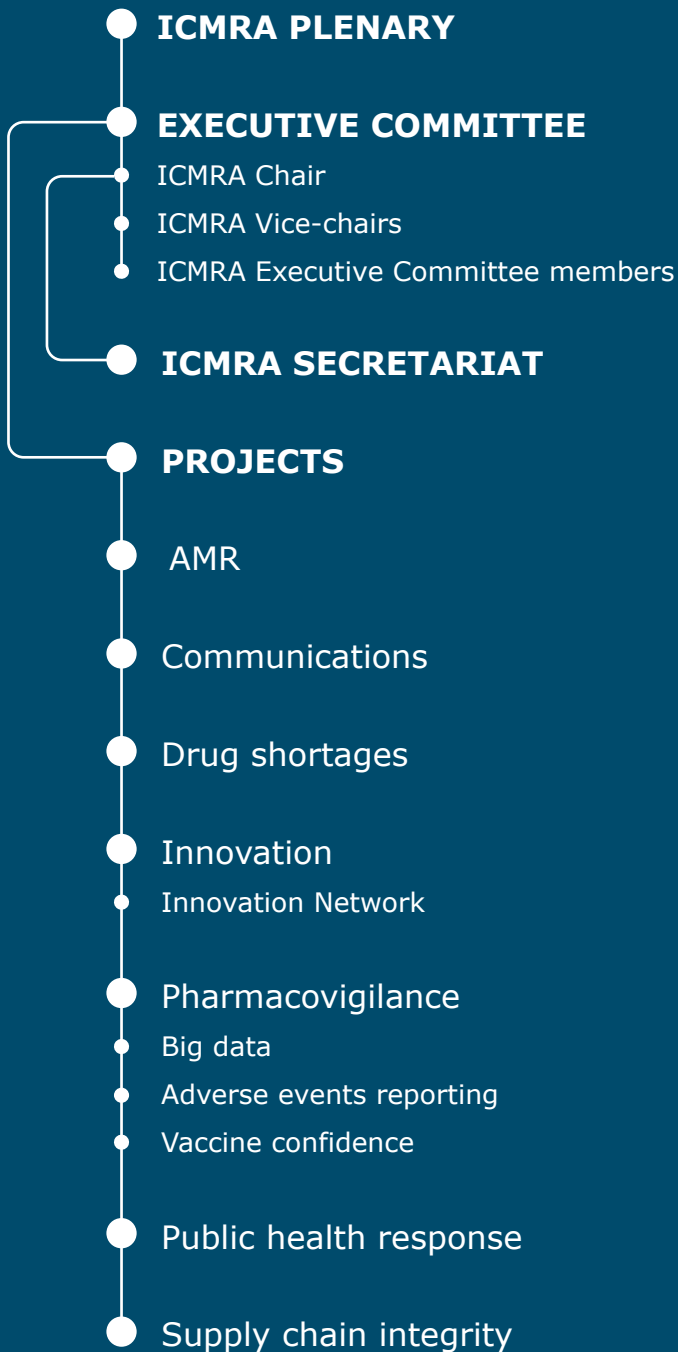 ICMRA PLENARY
EXECUTIVE COMMITTEE
ICMRA Chair
ICMRA Vice-chairs
ICMRA Executive Committee members
ICMRA SECRETARIAT
PROJECTS
AMR
Communications
Drug shortages
Innovation
Innovation Network
Pharmacovigilance
Big data
Adverse events reporting
Vaccine confidence
Public health response
Supply chain integrity